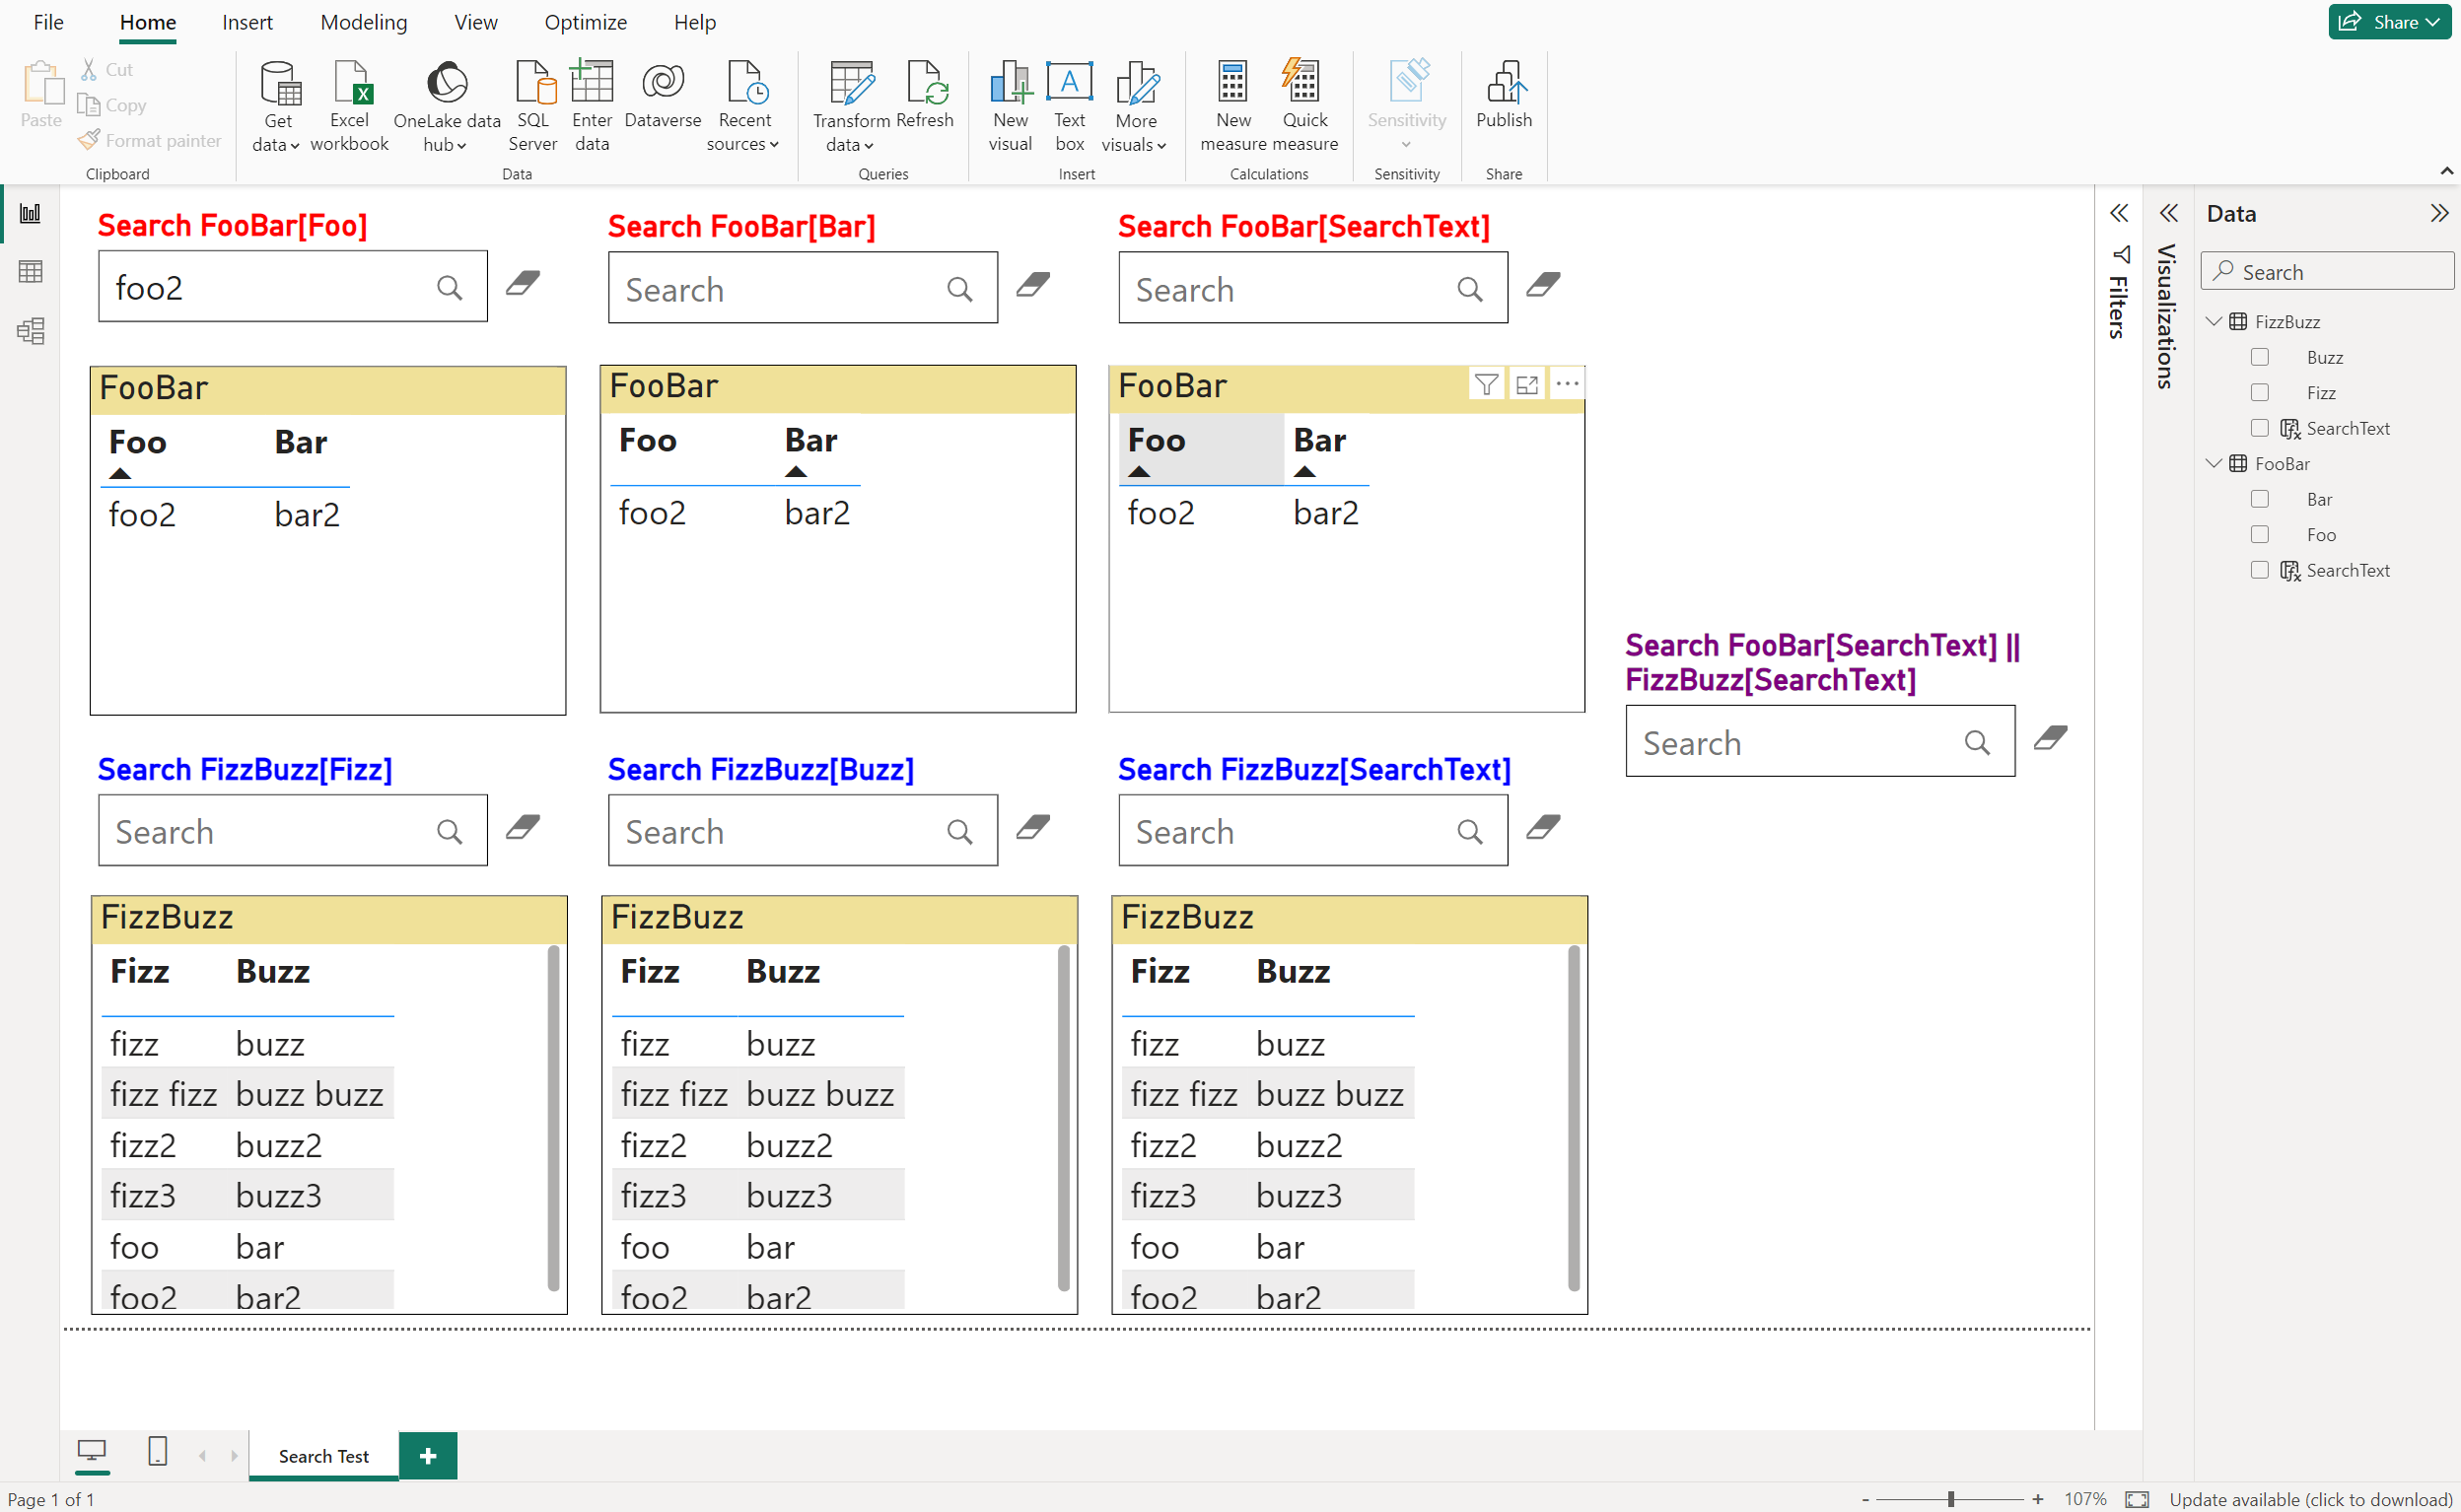 File Home Insert Modeling View Optimize Help Share
Paste
Cut
Copy
Format painter
Clipboard
Get data
Excel workbook
OneLake data hub
SQL Server
Enter data
Dataverse
Recent sources
Data
Transform data
Refresh
Queries
New visual
Text box
More visuals
Insert
New measure
Quick measure
Calculations
Sensitivity
Sensitivity
Publish
Share
Search FooBar[Foo]
foo2
Search FooBar[Bar]
Search
Search FooBar[SearchText]
Search
FooBar
Foo Bar
foo2 bar2
FooBar
Foo Bar
foo2 bar2
FooBar
Foo Bar
foo2 bar2
Search FooBar[SearchText] ||
FizzBuzz[SearchText]
Search
Search FizzBuzz[Fizz]
Search
Search FizzBuzz[Buzz]
Search
Search FizzBuzz[SearchText]
Search
FizzBuzz
Fizz Buzz
fizz buzz
fizz fizz buzz buzz
fizz2 buzz2
fizz3 buzz3
foo bar
foo2 bar2
FizzBuzz
Fizz Buzz
fizz buzz
fizz fizz buzz buzz
fizz2 buzz2
fizz3 buzz3
foo bar
foo2 bar2
FizzBuzz
Fizz Buzz
fizz buzz
fizz fizz buzz buzz
fizz2 buzz2
fizz3 buzz3
foo bar
foo2 bar2
Filters
Visualizations
Data
Search
FizzBuzz
Buzz
Fizz
SearchText
FooBar
Bar
Foo
SearchText
Search Test
Page 1 of 1
- + 107% Update available (click to download)